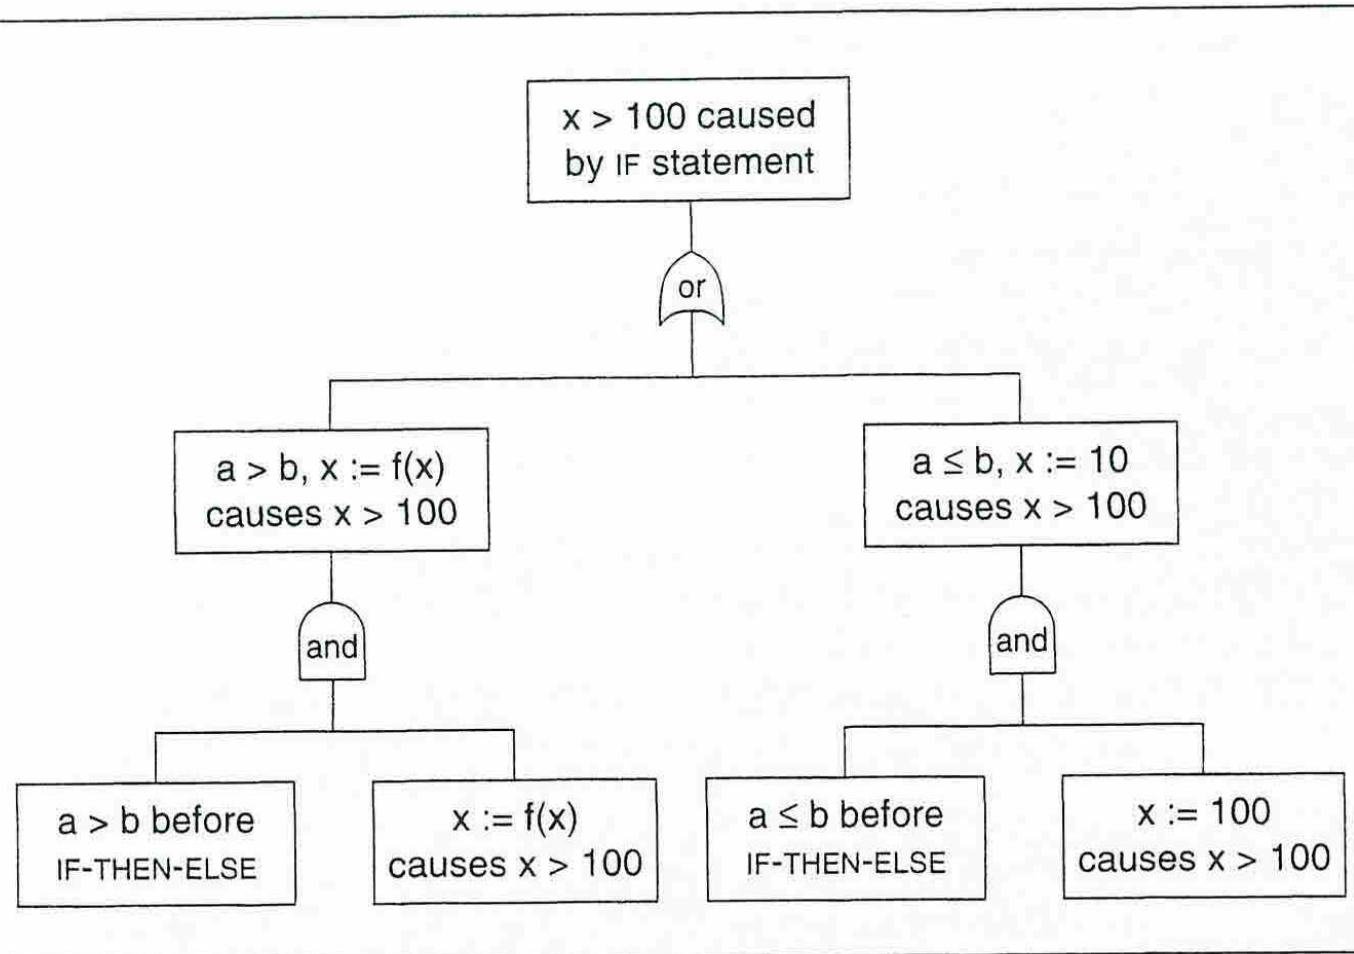 x > 100 caused
by IF statement
or
a > b, x := f(x)
causes x > 100
a ≤ b, x := 10
causes x > 100
and
and
a > b before
IF-THEN-ELSE
x := f(x)
causes x > 100
a ≤ b before
IF-THEN-ELSE
x := 100
causes x > 100